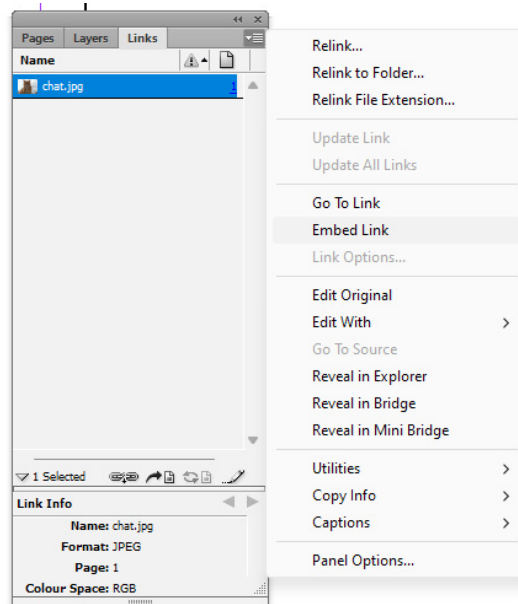 Pages Layers Links
Name
chat.jpg 1
1 Selected
Link Info
Name: chat.jpg
Format: JPEG
Page: 1
Colour Space: RGB
Relink...
Relink to Folder...
Relink File Extension...
Update Link
Update All Links
Go To Link
Embed Link
Link Options...
Edit Original
Edit With
Go To Source
Reveal in Explorer
Reveal in Bridge
Reveal in Mini Bridge
Utilities
Copy Info
Captions
Panel Options...